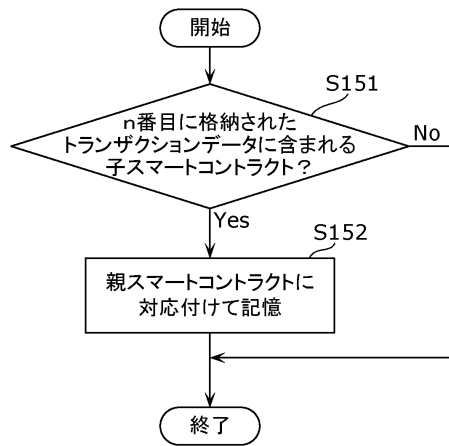 開始
S151
n番目に格納された
トランザクションデータに含まれる
子スマートコントラクト？
No
Yes
S152
親スマートコントラクトに
対応付けて記憶
終了